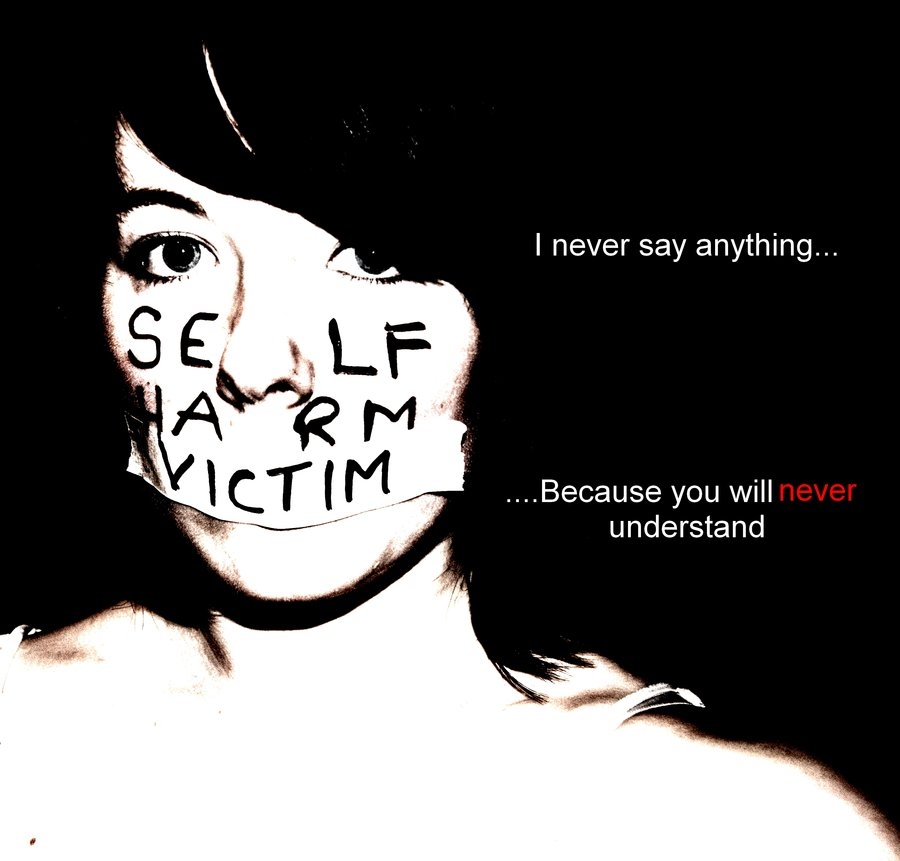 SELF
HARM
VICTIM
I never say anything...
....Because you will never
understand